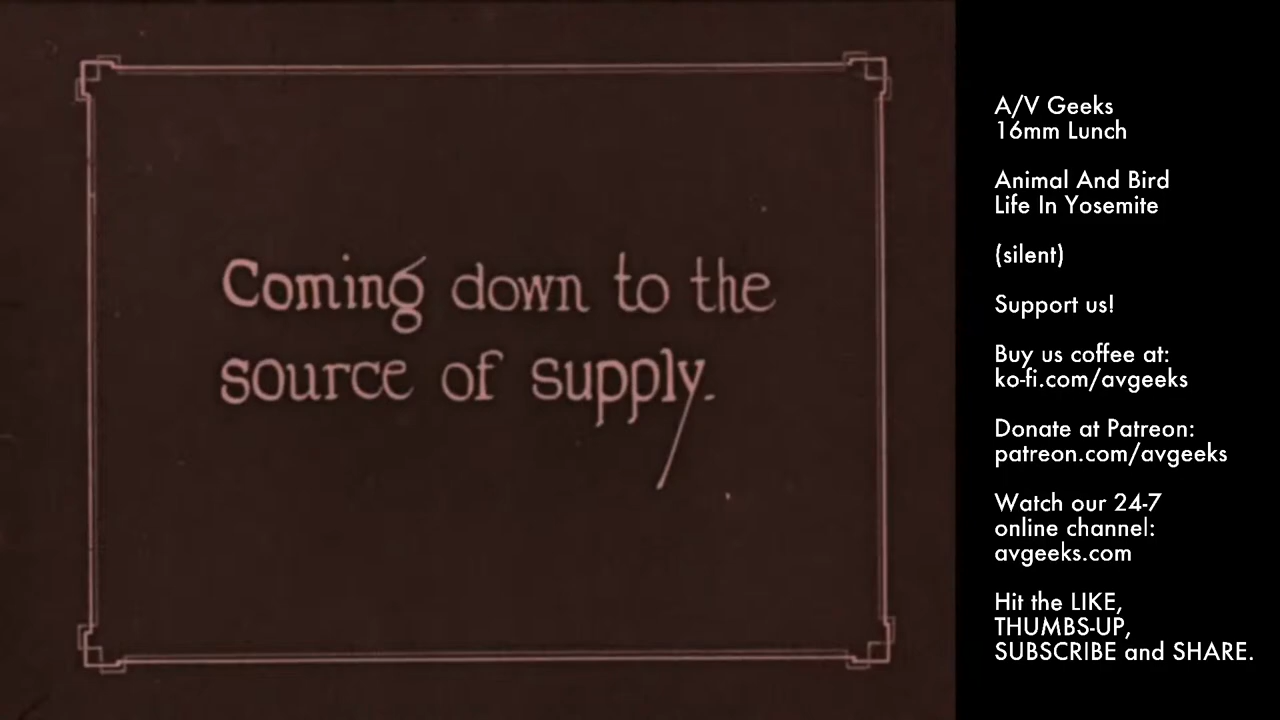 Coming down to the
source of supply.
A/V Geeks
16mm Lunch
Animal And Bird
Life In Yosemite
(silent)
Support us!
Buy us coffee at:
ko-fi.com/avgeeks
Donate at Patreon:
patreon.com/avgeeks
Watch our 24-7
online channel:
avgeeks.com
Hit the LIKE,
THUMBS-UP,
SUBSCRIBE and SHARE.